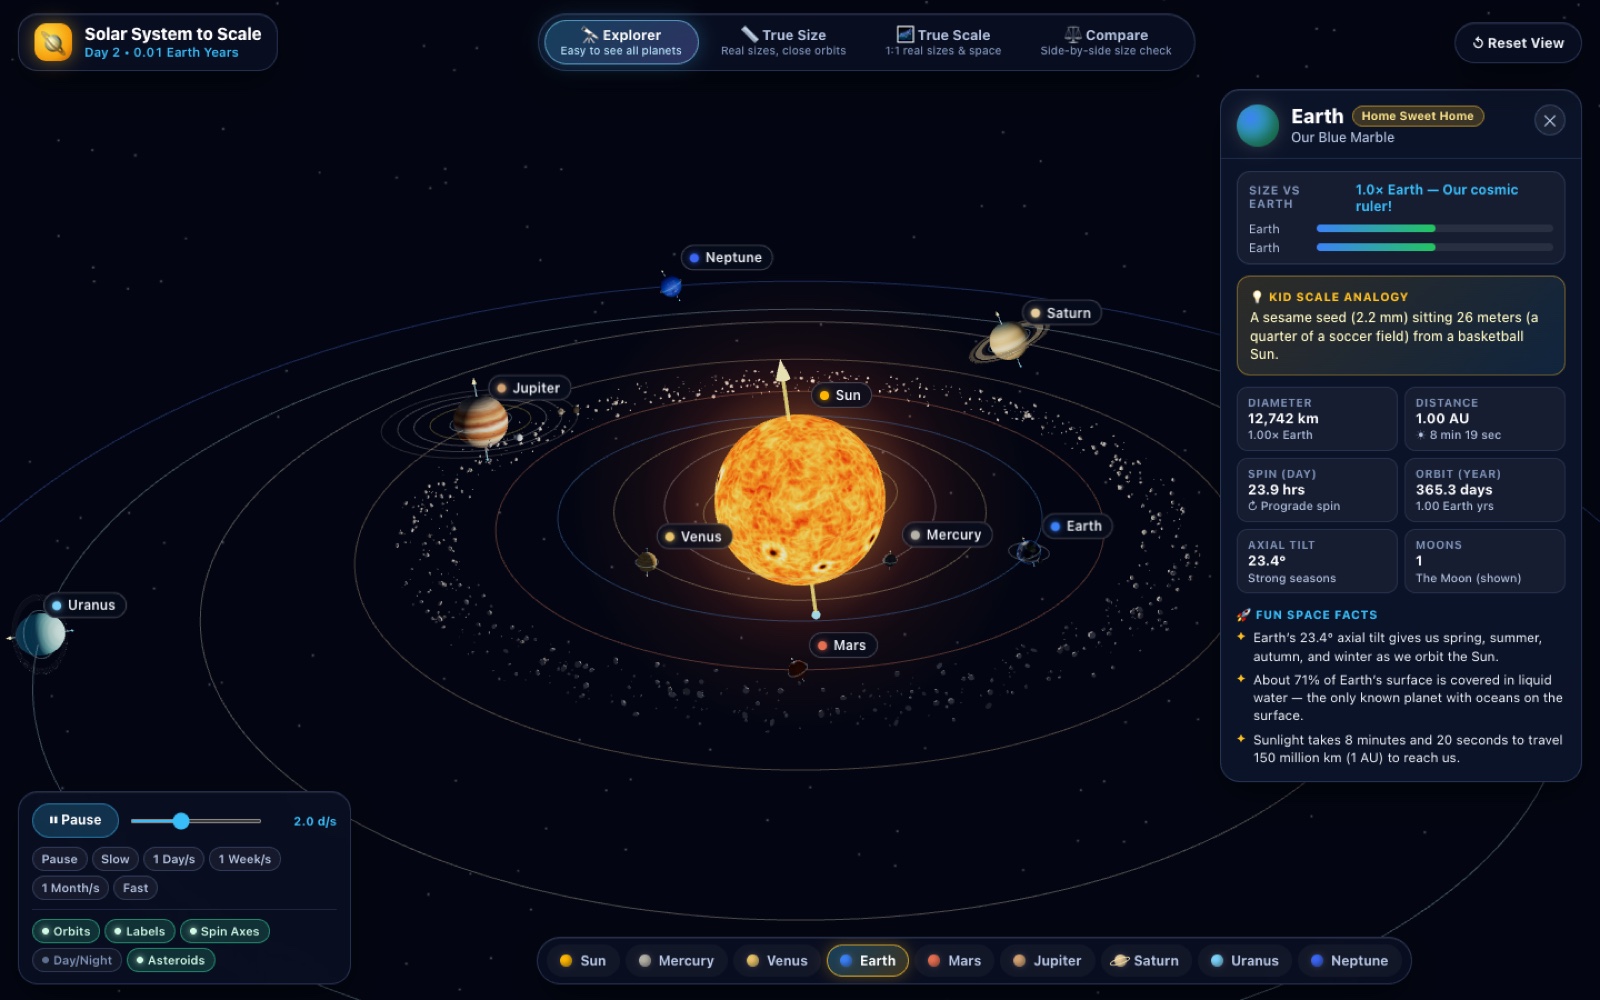 Solar System to Scale
Day 2 • 0.01 Earth Years
Explorer
Easy to see all planets
True Size
Real sizes, close orbits
True Scale
1:1 real sizes & space
Compare
Side-by-side size check
Reset View
Neptune
Saturn
Jupiter
Sun
Venus
Mercury
Earth
Uranus
Mars
Earth
Home Sweet Home
Our Blue Marble
SIZE VS
EARTH
1.0× Earth — Our cosmic
ruler!
Earth
Earth
KID SCALE ANALOGY
A sesame seed (2.2 mm) sitting 26 meters (a
quarter of a soccer field) from a basketball
Sun.
DIAMETER
12,742 km
1.00× Earth
DISTANCE
1.00 AU
☀ 8 min 19 sec
SPIN (DAY)
23.9 hrs
↻ Prograde spin
ORBIT (YEAR)
365.3 days
1.00 Earth yrs
AXIAL TILT
23.4°
Strong seasons
MOONS
1
The Moon (shown)
FUN SPACE FACTS
Earth's 23.4° axial tilt gives us spring, summer,
autumn, and winter as we orbit the Sun.
About 71% of Earth's surface is covered in liquid
water — the only known planet with oceans on the
surface.
Sunlight takes 8 minutes and 20 seconds to travel
150 million km (1 AU) to reach us.
Pause
2.0 d/s
Pause
Slow
1 Day/s
1 Week/s
1 Month/s
Fast
Orbits
Labels
Spin Axes
Day/Night
Asteroids
Sun
Mercury
Venus
Earth
Mars
Jupiter
Saturn
Uranus
Neptune